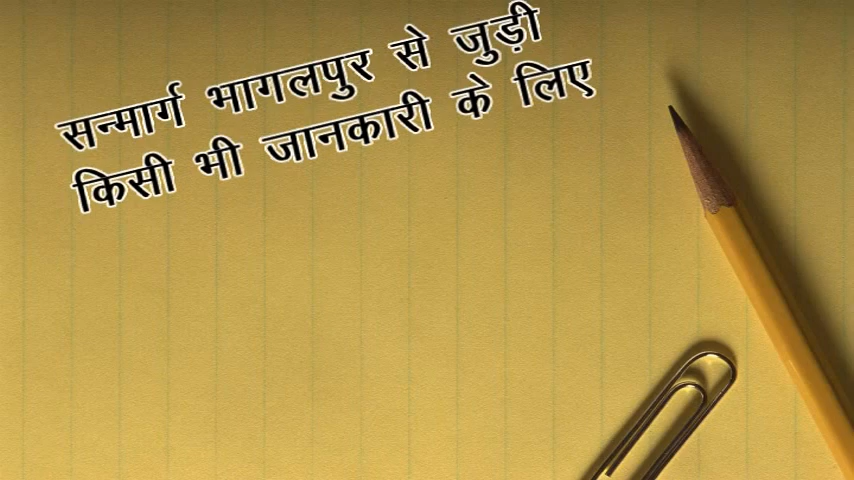 सन्मार्ग भागलपुर से जुड़ी
किसी भी जानकारी के लिए